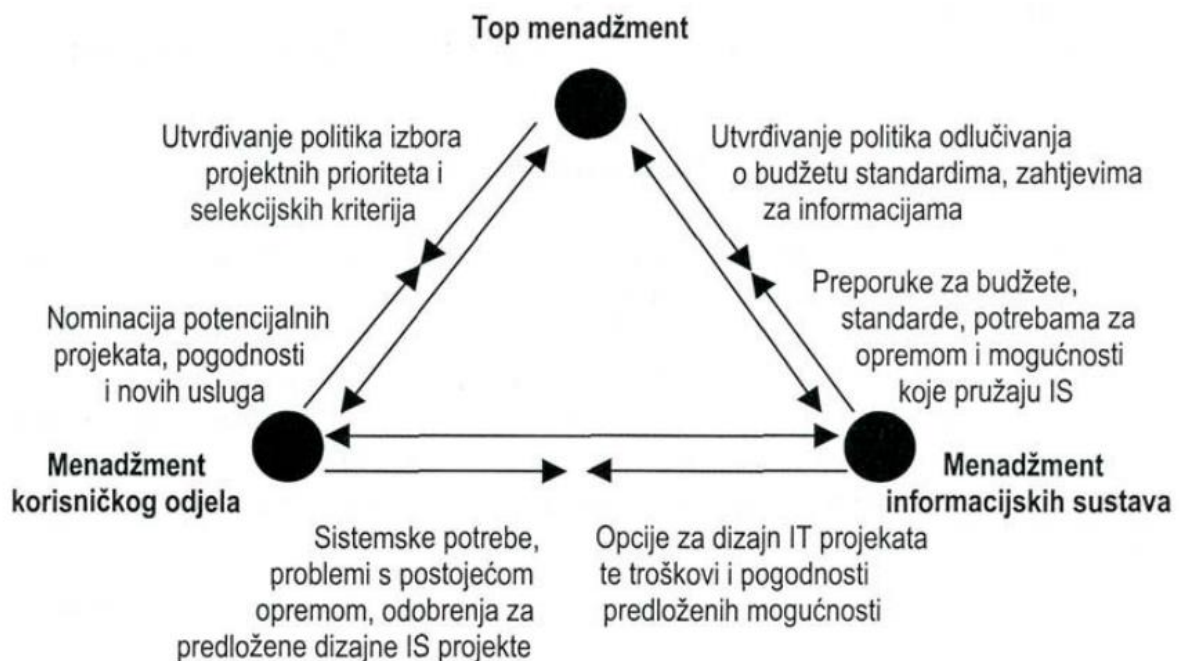 Top menadžment
Utvrđivanje politika izbora
projektnih prioriteta i
selekcijskih kriterija
Utvrđivanje politika odlučivanja
o budžetu standardima, zahtjevima
za informacijama
Nominacija potencijalnih
projekata, pogodnosti
i novih usluga
Preporuke za budžete,
standarde, potrebama za
opremom i mogućnosti
koje pružaju IS
Menadžment
korisničkog odjela
Menadžment
informacijskih sustava
Sistemske potrebe,
problemi s postojećom
opremom, odobrenja za
predložene dizajne IS projekte
Opcije za dizajn IT projekata
te troškovi i pogodnosti
predloženih mogućnosti